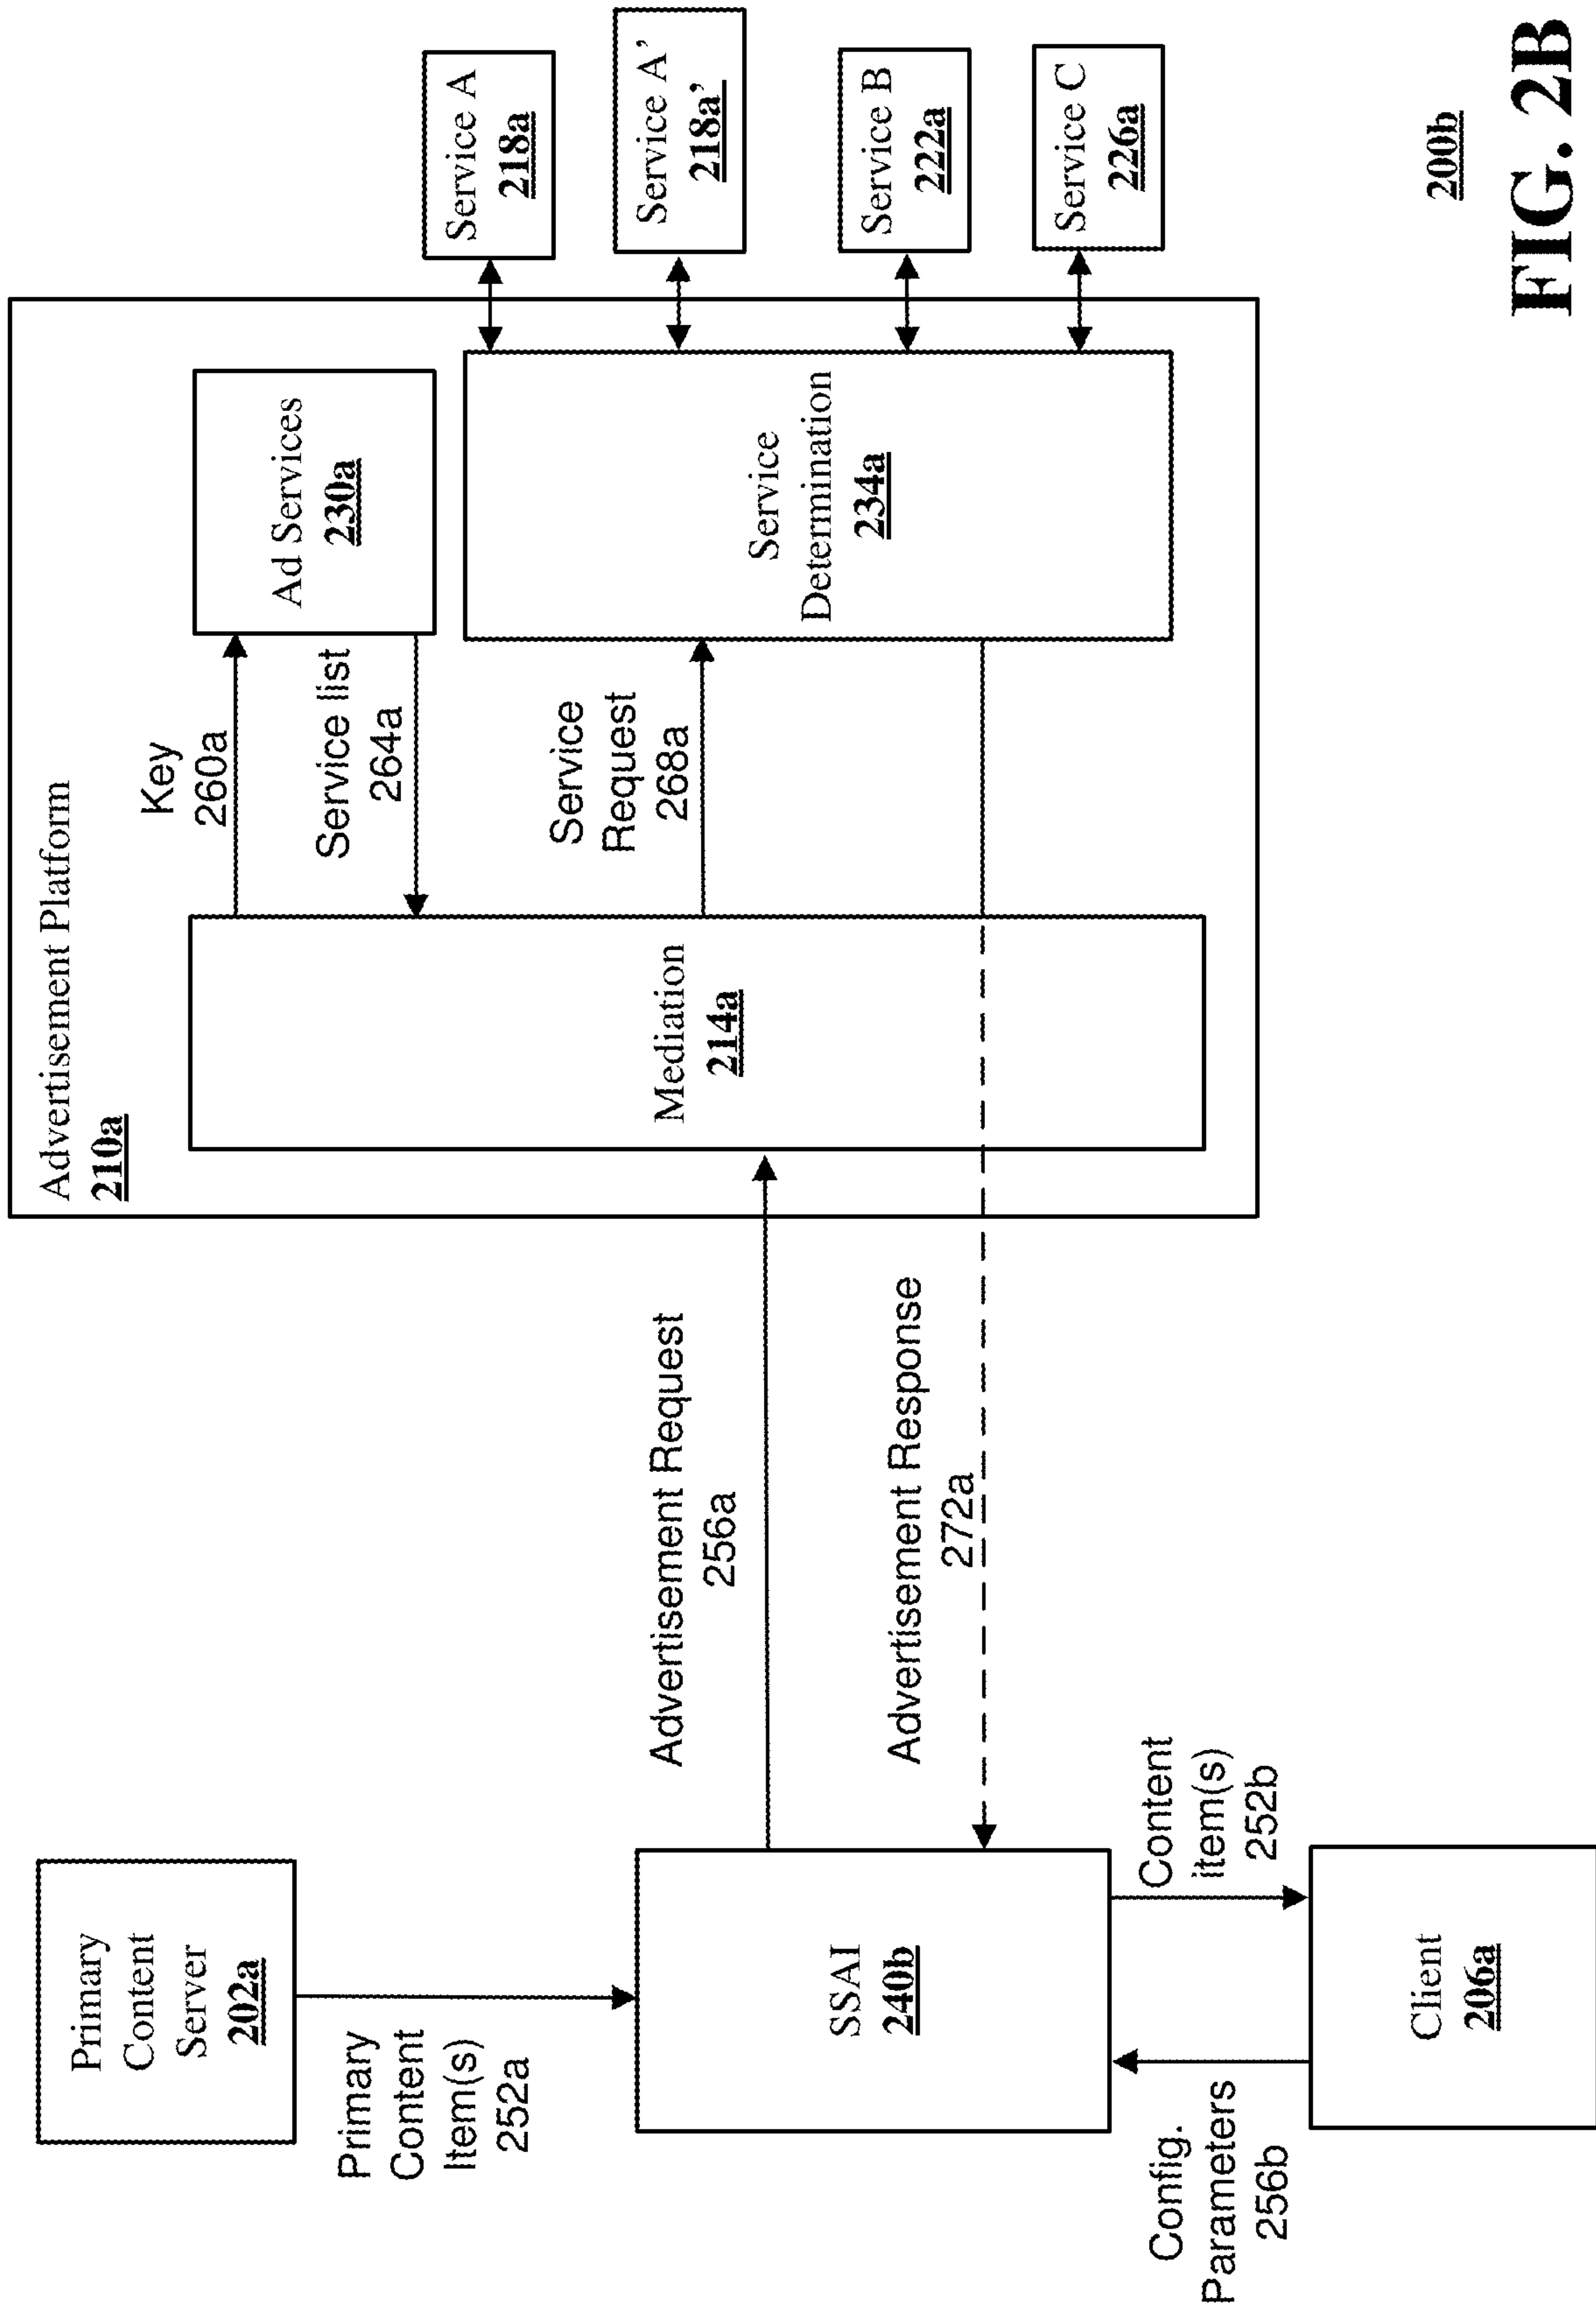 Advertisement Platform
210a
Key
260a
Ad Services
230a
Service list
264a
Service A
218a
Service A'
218a'
Service
Request
268a
Mediation
214a
Service
Determination
234a
Service B
222a
Service C
226a
Primary
Content
Server
202a
Primary
Content
Item(s)
252a
Advertisement Request
256a
Advertisement Response
272a
SSAI
240b
Config.
Parameters
256b
Content
item(s)
252b
Client
206a
200b
FIG. 2B